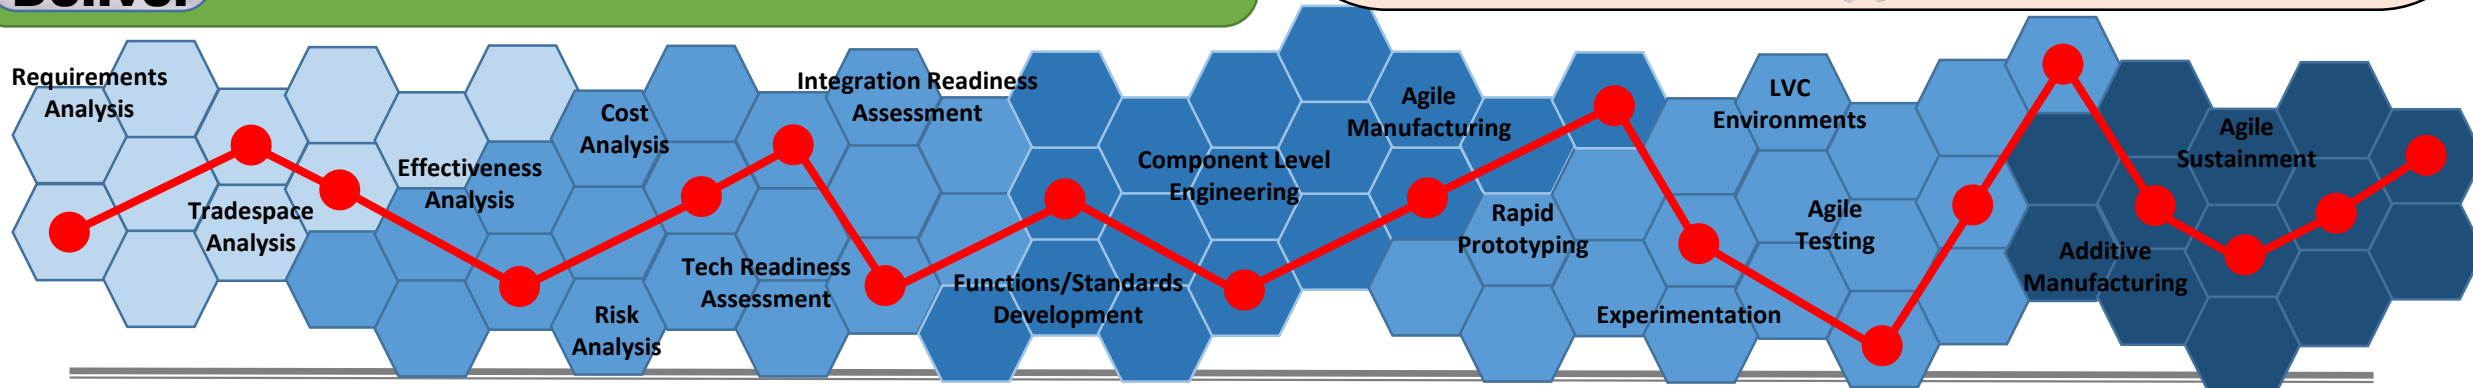 Deliver
Requirements
Analysis
Tradespace
Analysis
Effectiveness
Analysis
Cost
Analysis
Risk
Analysis
Tech Readiness
Assessment
Integration Readiness
Assessment
Functions/Standards
Development
Component Level
Engineering
Agile
Manufacturing
Rapid
Prototyping
Experimentation
LVC
Environments
Agile
Testing
Additive
Manufacturing
Agile
Sustainment